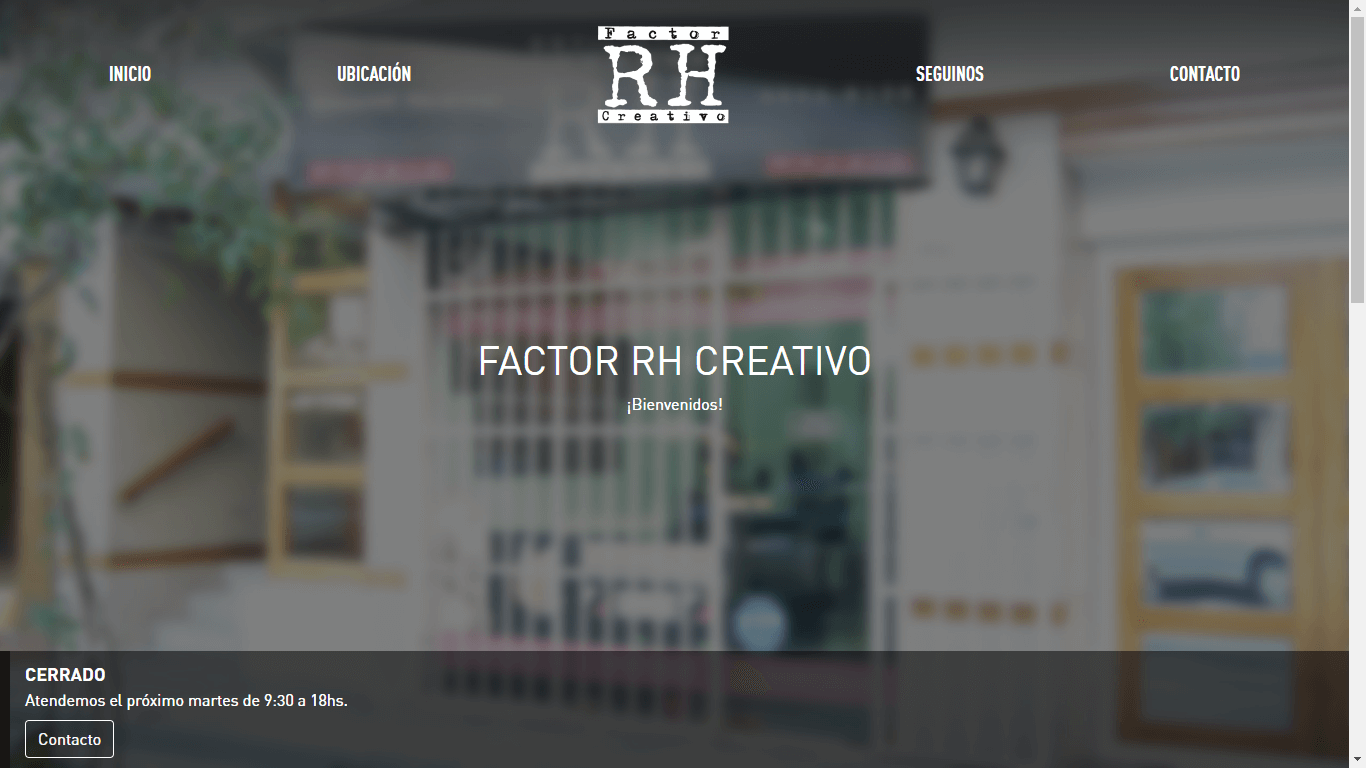 INICIO
UBICACIÓN
Factor
RH
Creativo
SEGUINOS
CONTACTO
FACTOR RH CREATIVO
¡Bienvenidos!
CERRADO
Atendemos el próximo martes de 9:30 a 18hs.
Contacto